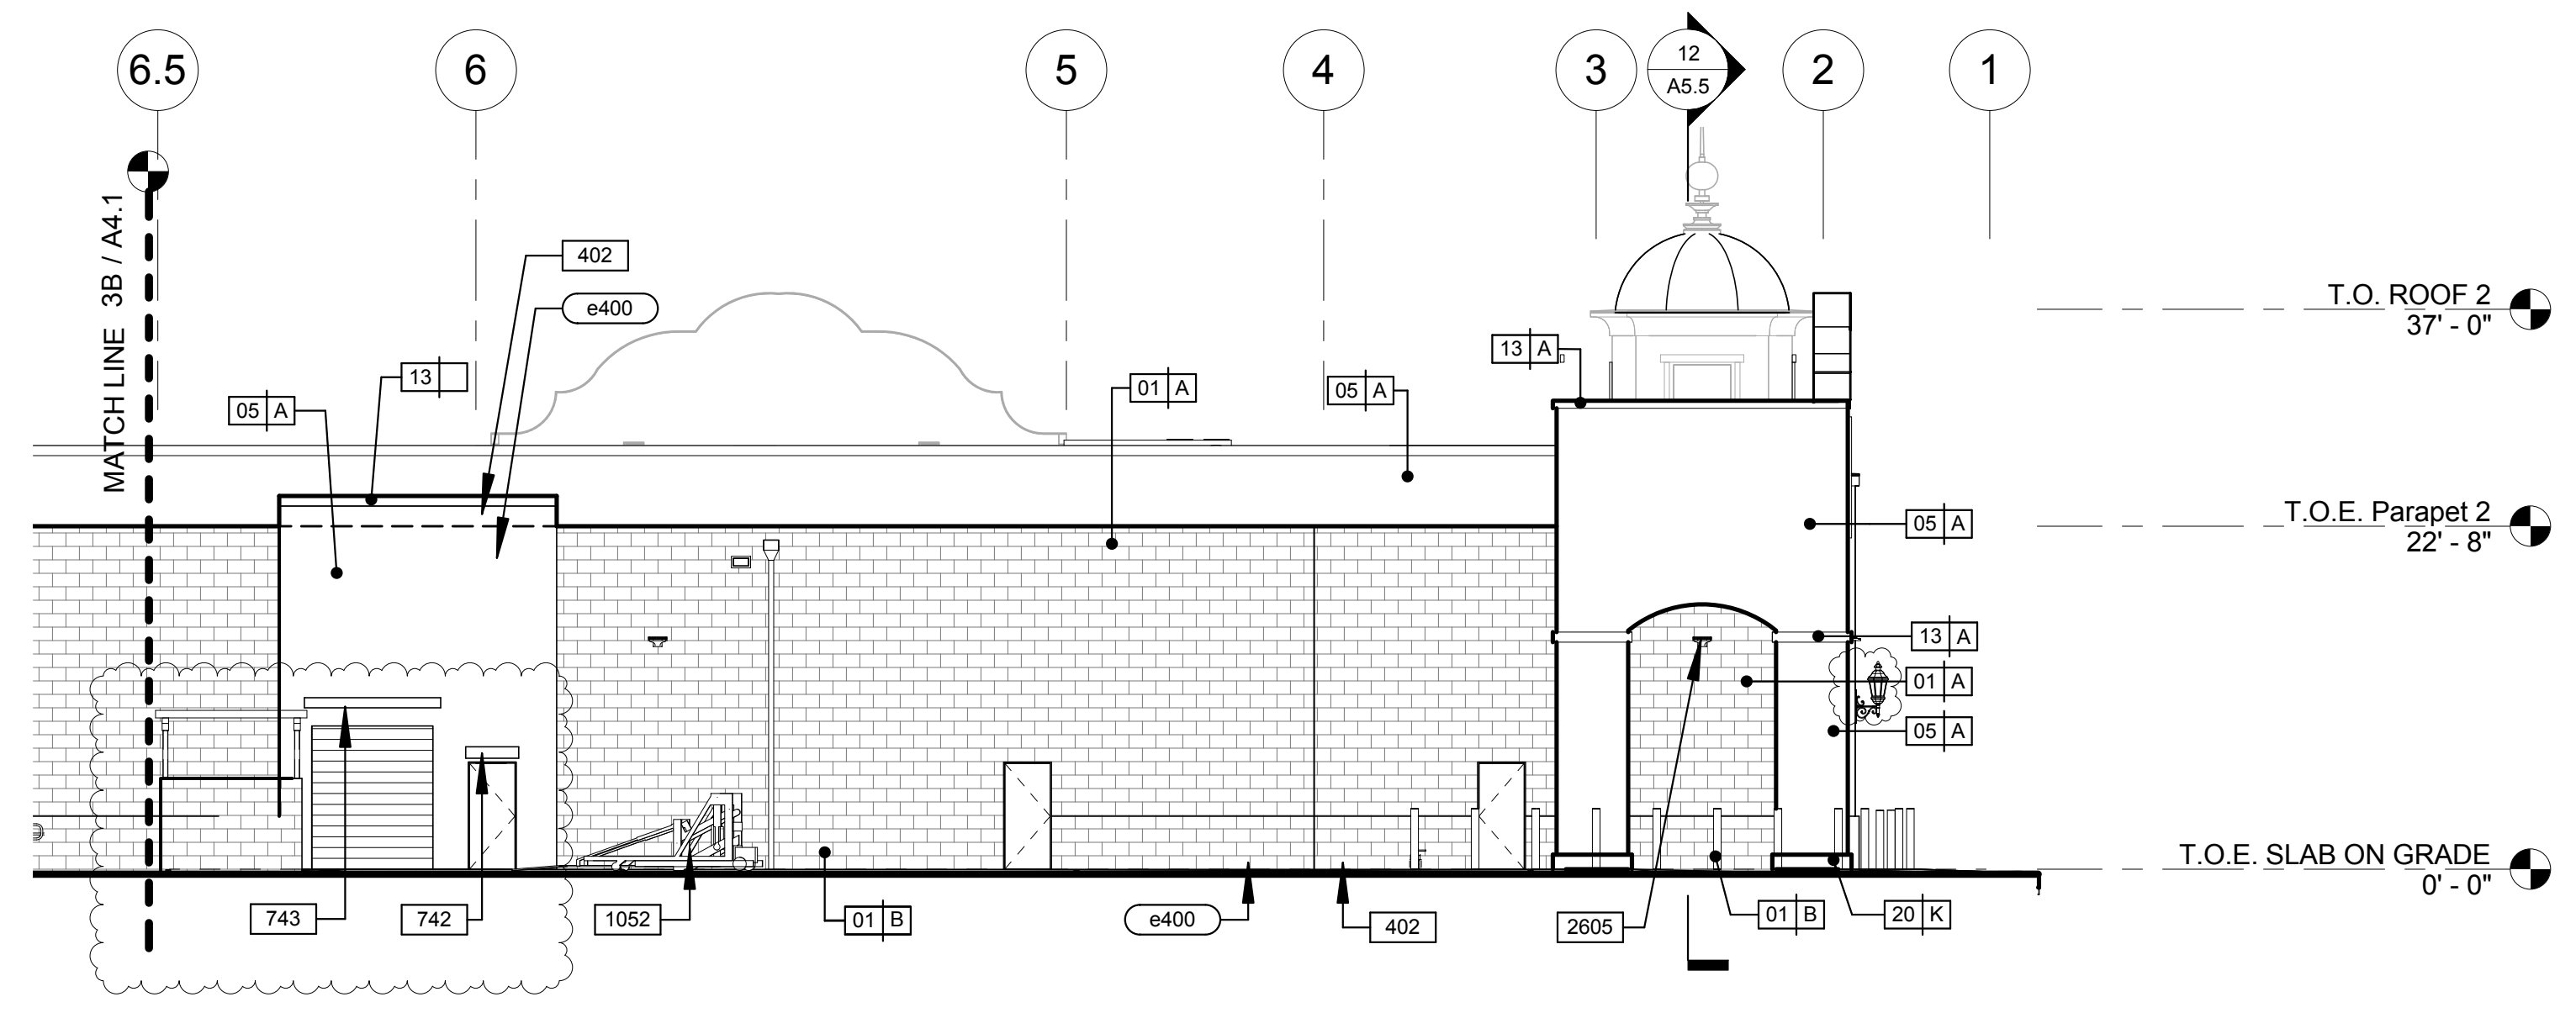 6.5
6
5
4
3
12
A5.5
2
1
MATCH LINE 3B / A4.1
402
e400
13
05 A
01 A
05 A
13 A
T.O. ROOF 2
37' - 0"
T.O.E. Parapet 2
22' - 8"
05 A
13 A
01 A
05 A
T.O.E. SLAB ON GRADE
0' - 0"
743
742
1052
01 B
e400
402
2605
01 B
20 K